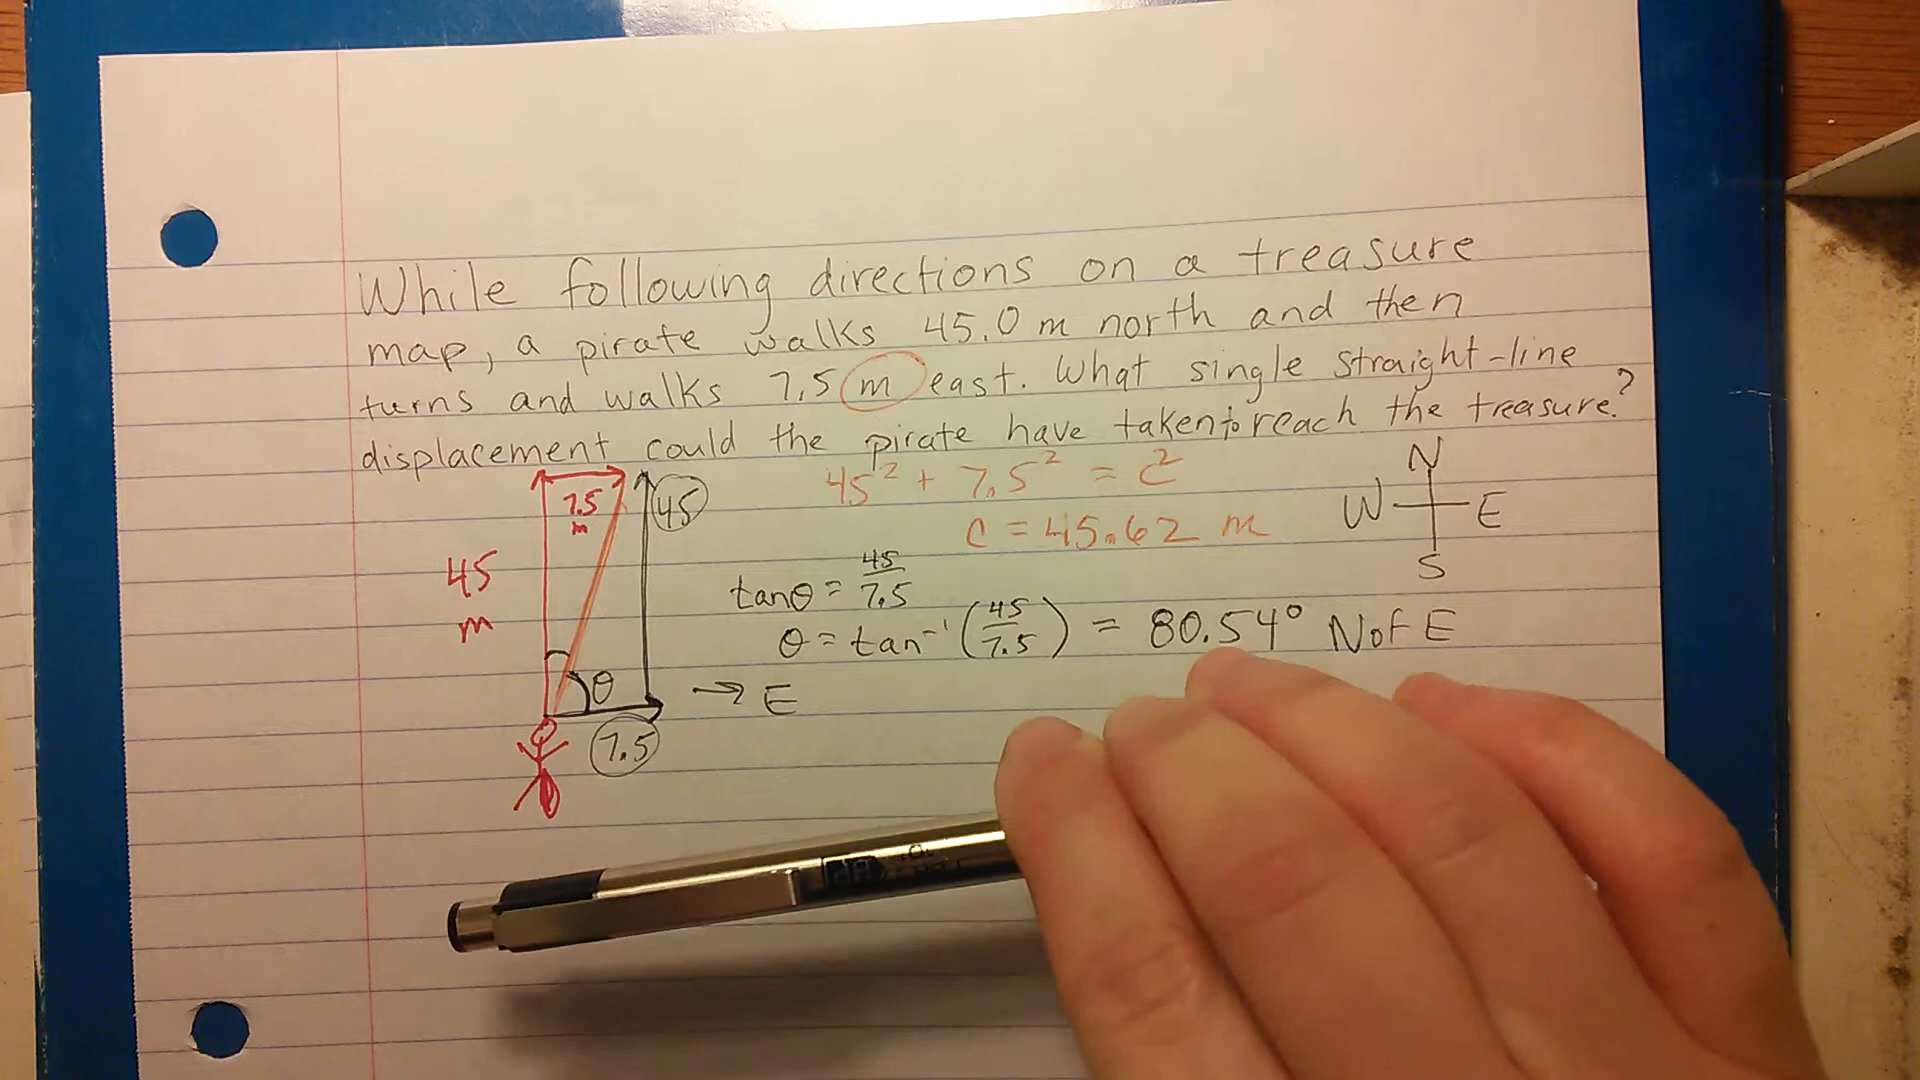 While following directions on a treasure
map, a pirate walks 45.0 m north and then
turns and walks 7.5 m east. What single straight-line
displacement could the pirate have taken to reach the treasure?
45² + 7.5² = c²
c = 45.62 m
7.5
m
45
45
m
tanθ = 45/7.5
θ = tan⁻¹(45/7.5) = 80.54° N of E
θ
→ E
7.5
N
W E
S